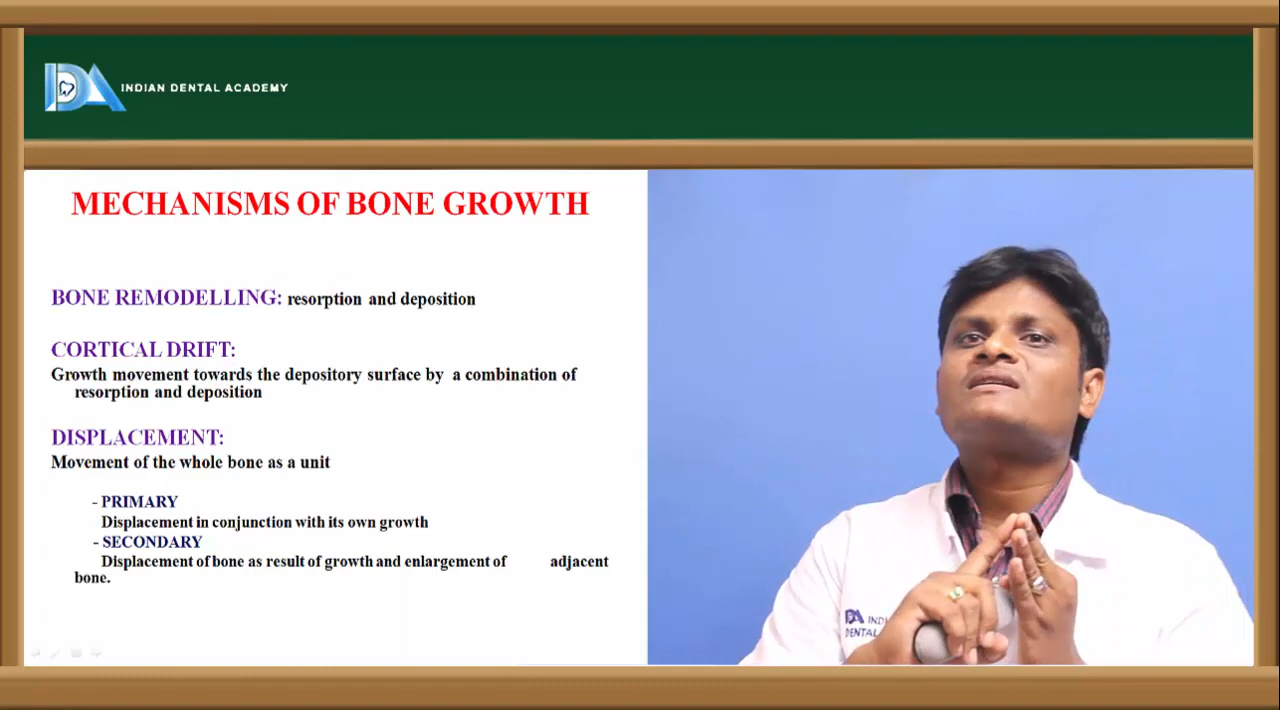 INDIAN DENTAL ACADEMY
MECHANISMS OF BONE GROWTH
BONE REMODELLING: resorption and deposition
CORTICAL DRIFT:
Growth movement towards the depository surface by a combination of
resorption and deposition
DISPLACEMENT:
Movement of the whole bone as a unit
- PRIMARY
Displacement in conjunction with its own growth
- SECONDARY
Displacement of bone as result of growth and enlargement of adjacent
bone.
DENTAL